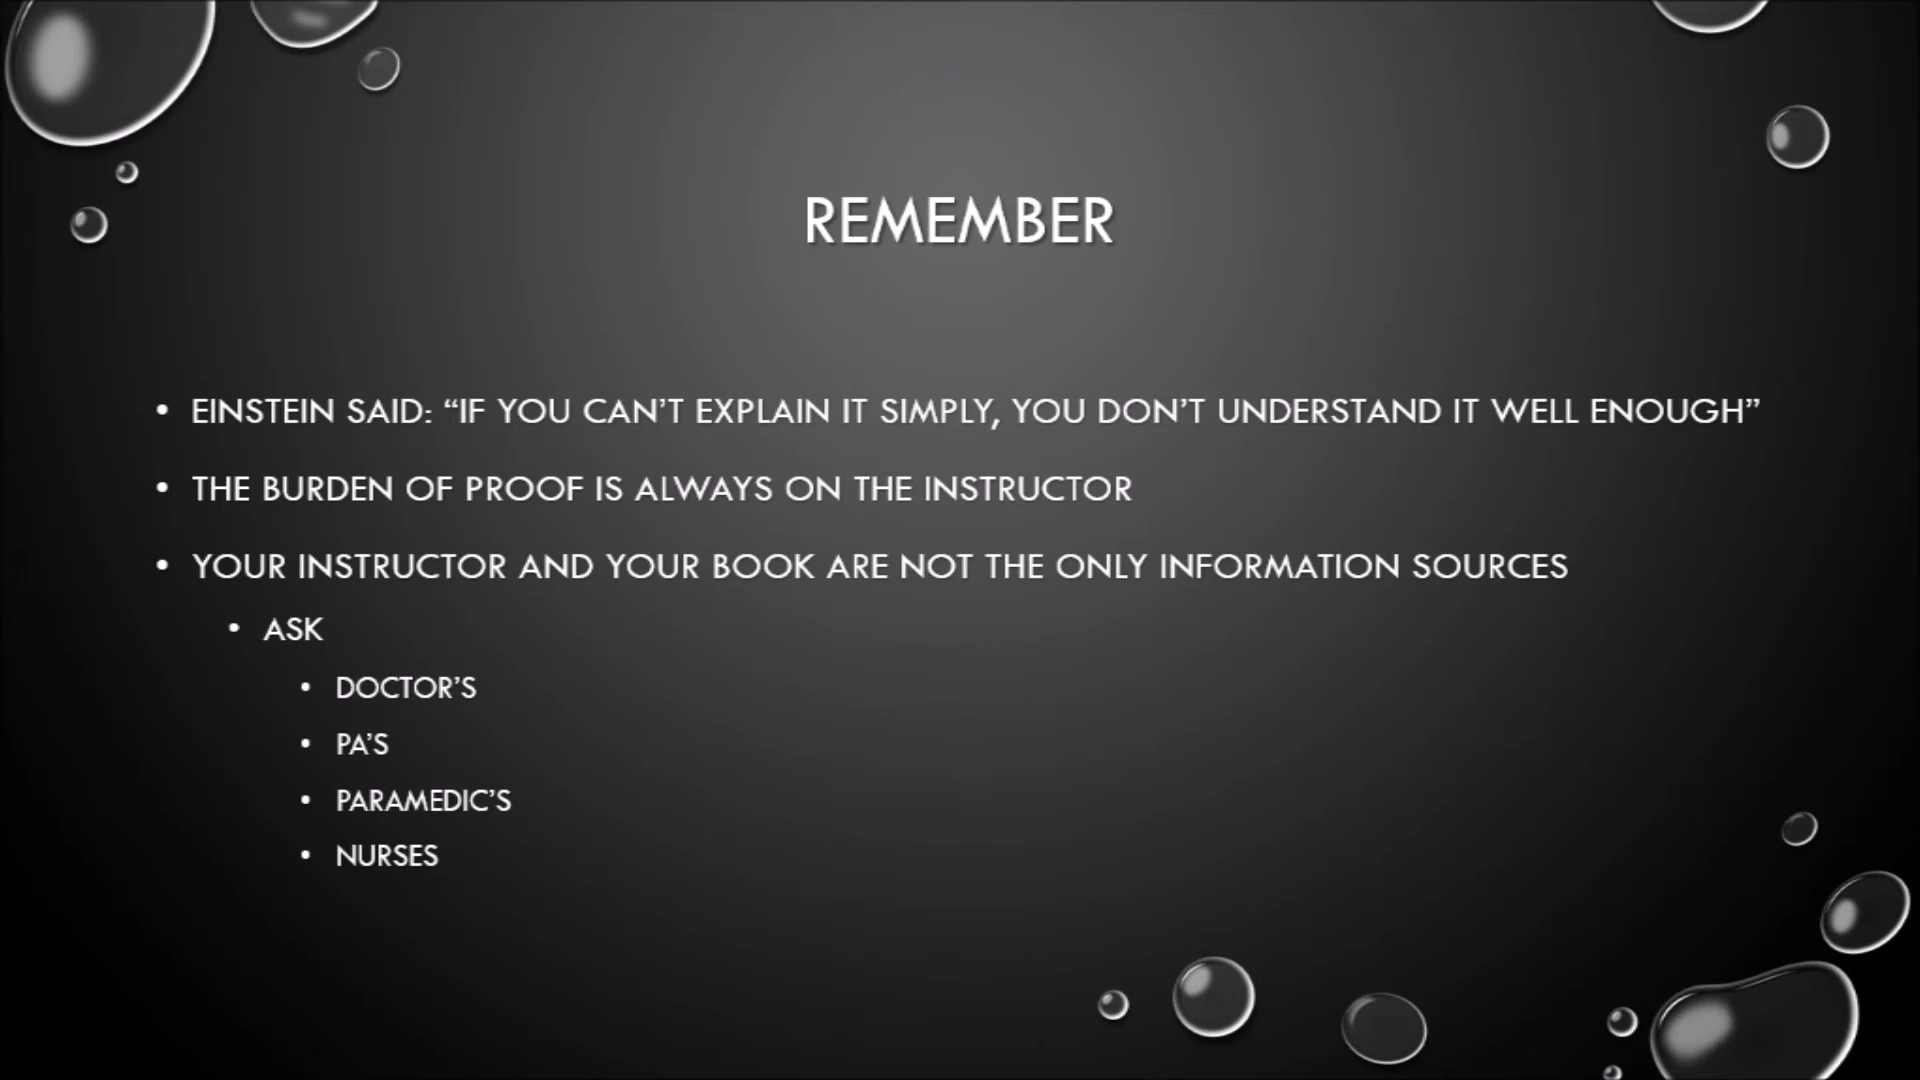 REMEMBER
• EINSTEIN SAID: “IF YOU CAN’T EXPLAIN IT SIMPLY, YOU DON’T UNDERSTAND IT WELL ENOUGH”
• THE BURDEN OF PROOF IS ALWAYS ON THE INSTRUCTOR
• YOUR INSTRUCTOR AND YOUR BOOK ARE NOT THE ONLY INFORMATION SOURCES
• ASK
• DOCTOR’S
• PA’S
• PARAMEDIC’S
• NURSES